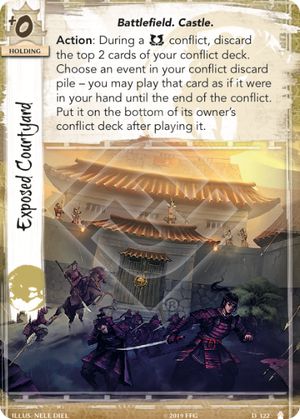 +0
HOLDING
Battlefield. Castle.
Action: During a conflict, discard
the top 2 cards of your conflict deck.
Choose an event in your conflict discard
pile – you may play that card as if it were
in your hand until the end of the conflict.
Put it on the bottom of its owner's
conflict deck after playing it.
Exposed Courtyard
ILLUS: NELE DIEL
©2019 FFG
D 122